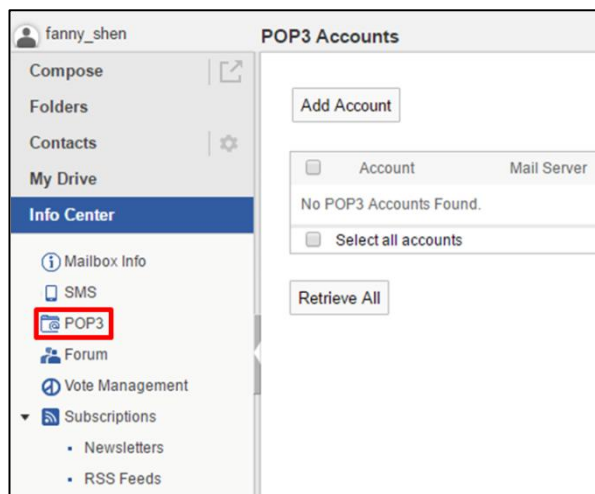 fanny_shen
Compose
Folders
Contacts
My Drive
Info Center
Mailbox Info
SMS
POP3
Forum
Vote Management
Subscriptions
Newsletters
RSS Feeds
POP3 Accounts
Add Account
Account Mail Server
No POP3 Accounts Found.
Select all accounts
Retrieve All